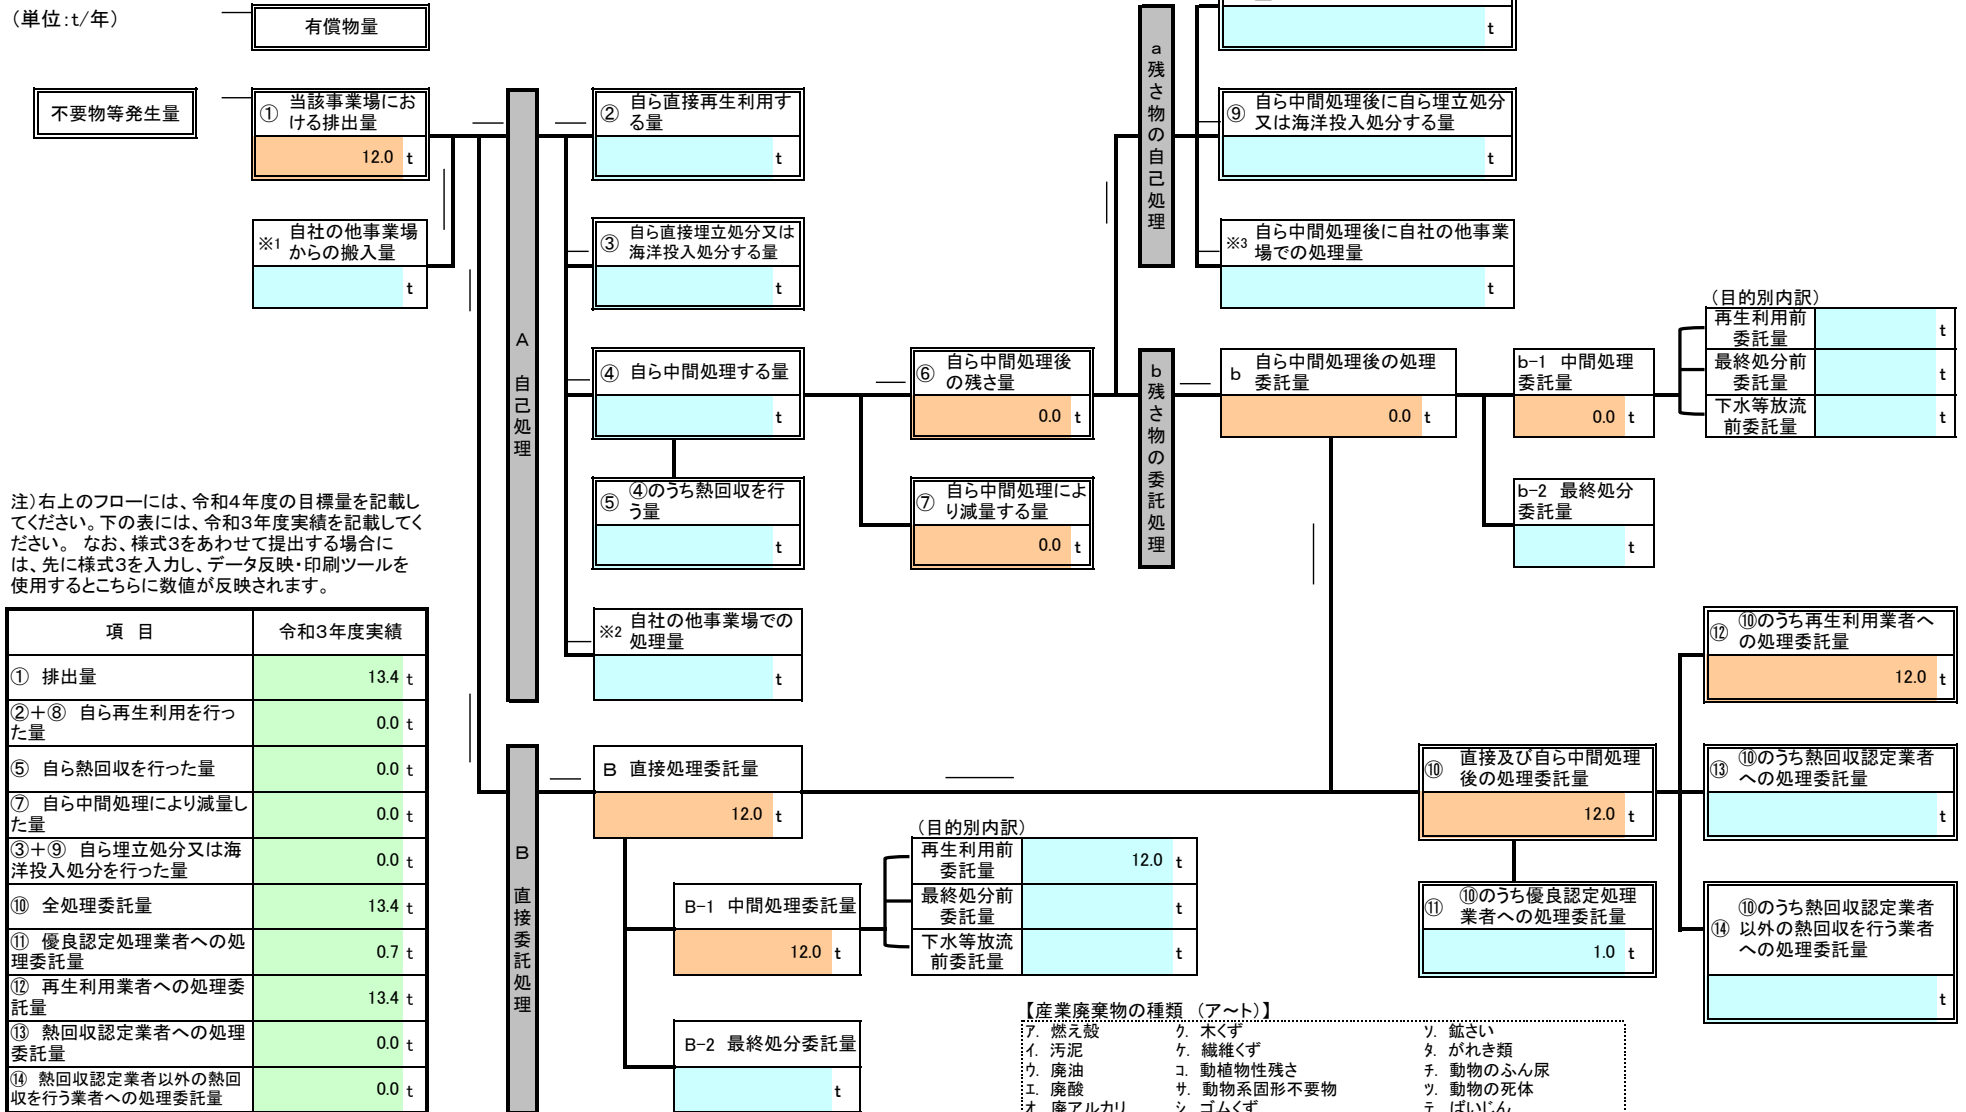 （単位:t/年）
有償物量
t
不要物等発生量
① 当該事業場にお
ける排出量
12.0 t
※1 自社の他事業場
からの搬入量
t
A 自己処理
② 自ら直接再生利用す
る量
t
③ 自ら直接埋立処分又は
海洋投入処分する量
t
④ 自ら中間処理する量
t
⑤ ④のうち熱回収を行
う量
t
※2 自社の他事業場での
処理量
t
⑥ 自ら中間処理後
の残さ量
0.0 t
⑦ 自ら中間処理によ
り減量する量
0.0 t
a 残さ物の自己処理
⑨ 自ら中間処理後に自ら埋立処分
又は海洋投入処分する量
t
※3 自ら中間処理後に自社の他事業
場での処理量
t
b 残さ物の委託処理
b 自ら中間処理後の処理
委託量
0.0 t
b-1 中間処理
委託量
0.0 t
b-2 最終処分
委託量
t
（目的別内訳）
再生利用前
委託量
t
最終処分前
委託量
t
下水等放流
前委託量
t
注）右上のフローには、令和４年度の目標量を記載し
てください。下の表には、令和３年度実績を記載してく
ださい。 なお、様式３をあわせて提出する場合に
は、先に様式３を入力し、データ反映・印刷ツールを
使用するとこちらに数値が反映されます。
項 目 令和３年度実績
① 排出量 13.4 t
②＋⑧ 自ら再生利用を行っ
た量 0.0 t
⑤ 自ら熱回収を行った量 0.0 t
⑦ 自ら中間処理により減量し
た量 0.0 t
③＋⑨ 自ら埋立処分又は海
洋投入処分を行った量 0.0 t
⑩ 全処理委託量 13.4 t
⑪ 優良認定処理業者への処
理委託量 0.7 t
⑫ 再生利用業者への処理委
託量 13.4 t
⑬ 熱回収認定業者への処理
委託量 0.0 t
⑭ 熱回収認定業者以外の熱回
収を行う業者への処理委託量 0.0 t
B 直接委託処理
B 直接処理委託量
12.0 t
B-1 中間処理委託量
12.0 t
B-2 最終処分委託量
t
（目的別内訳）
再生利用前
委託量
12.0 t
最終処分前
委託量
t
下水等放流
前委託量
t
⑩ 直接及び自ら中間処理
後の処理委託量
12.0 t
⑪ ⑩のうち優良認定処理
業者への処理委託量
1.0 t
⑫ ⑩のうち再生利用業者へ
の処理委託量
12.0 t
⑬ ⑩のうち熱回収認定業者
への処理委託量
t
⑭ ⑩のうち熱回収認定業者
以外の熱回収を行う業者
への処理委託量
t
【産業廃棄物の種類 （ア～ト）】
ｱ. 燃え殻 ｸ. 木くず ｿ. 鉱さい
ｲ. 汚泥 ｹ. 繊維くず ﾀ. がれき類
ｳ. 廃油 ｺ. 動植物性残さ ﾁ. 動物のふん尿
ｴ. 廃酸 ｻ. 動物系固形不要物 ﾂ. 動物の死体
ｵ. 廃アルカリ ｼ. ゴムくず ﾃ. ばいじん